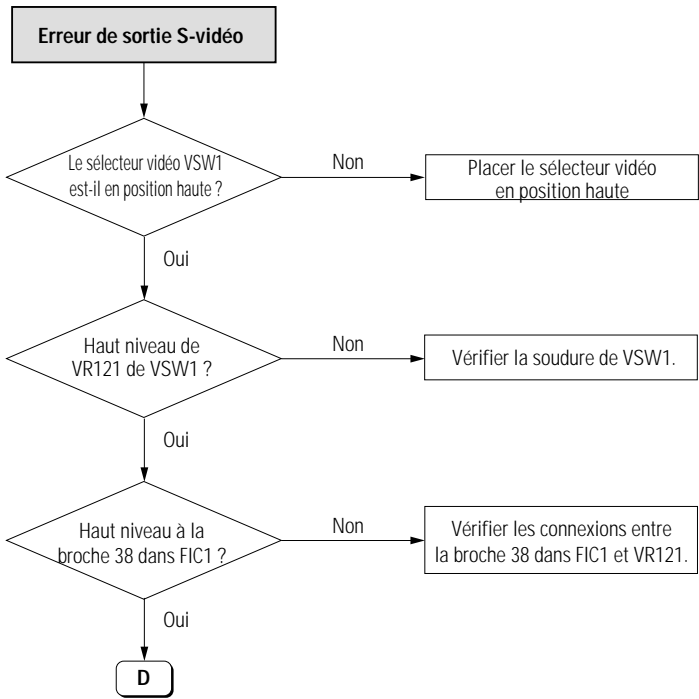 Erreur de sortie S-vidéo
Le sélecteur vidéo VSW1
est-il en position haute ?
Non
Placer le sélecteur vidéo
en position haute
Oui
Haut niveau de
VR121 de VSW1 ?
Non
Vérifier la soudure de VSW1.
Oui
Haut niveau à la
broche 38 dans FIC1 ?
Non
Vérifier les connexions entre
la broche 38 dans FIC1 et VR121.
Oui
D